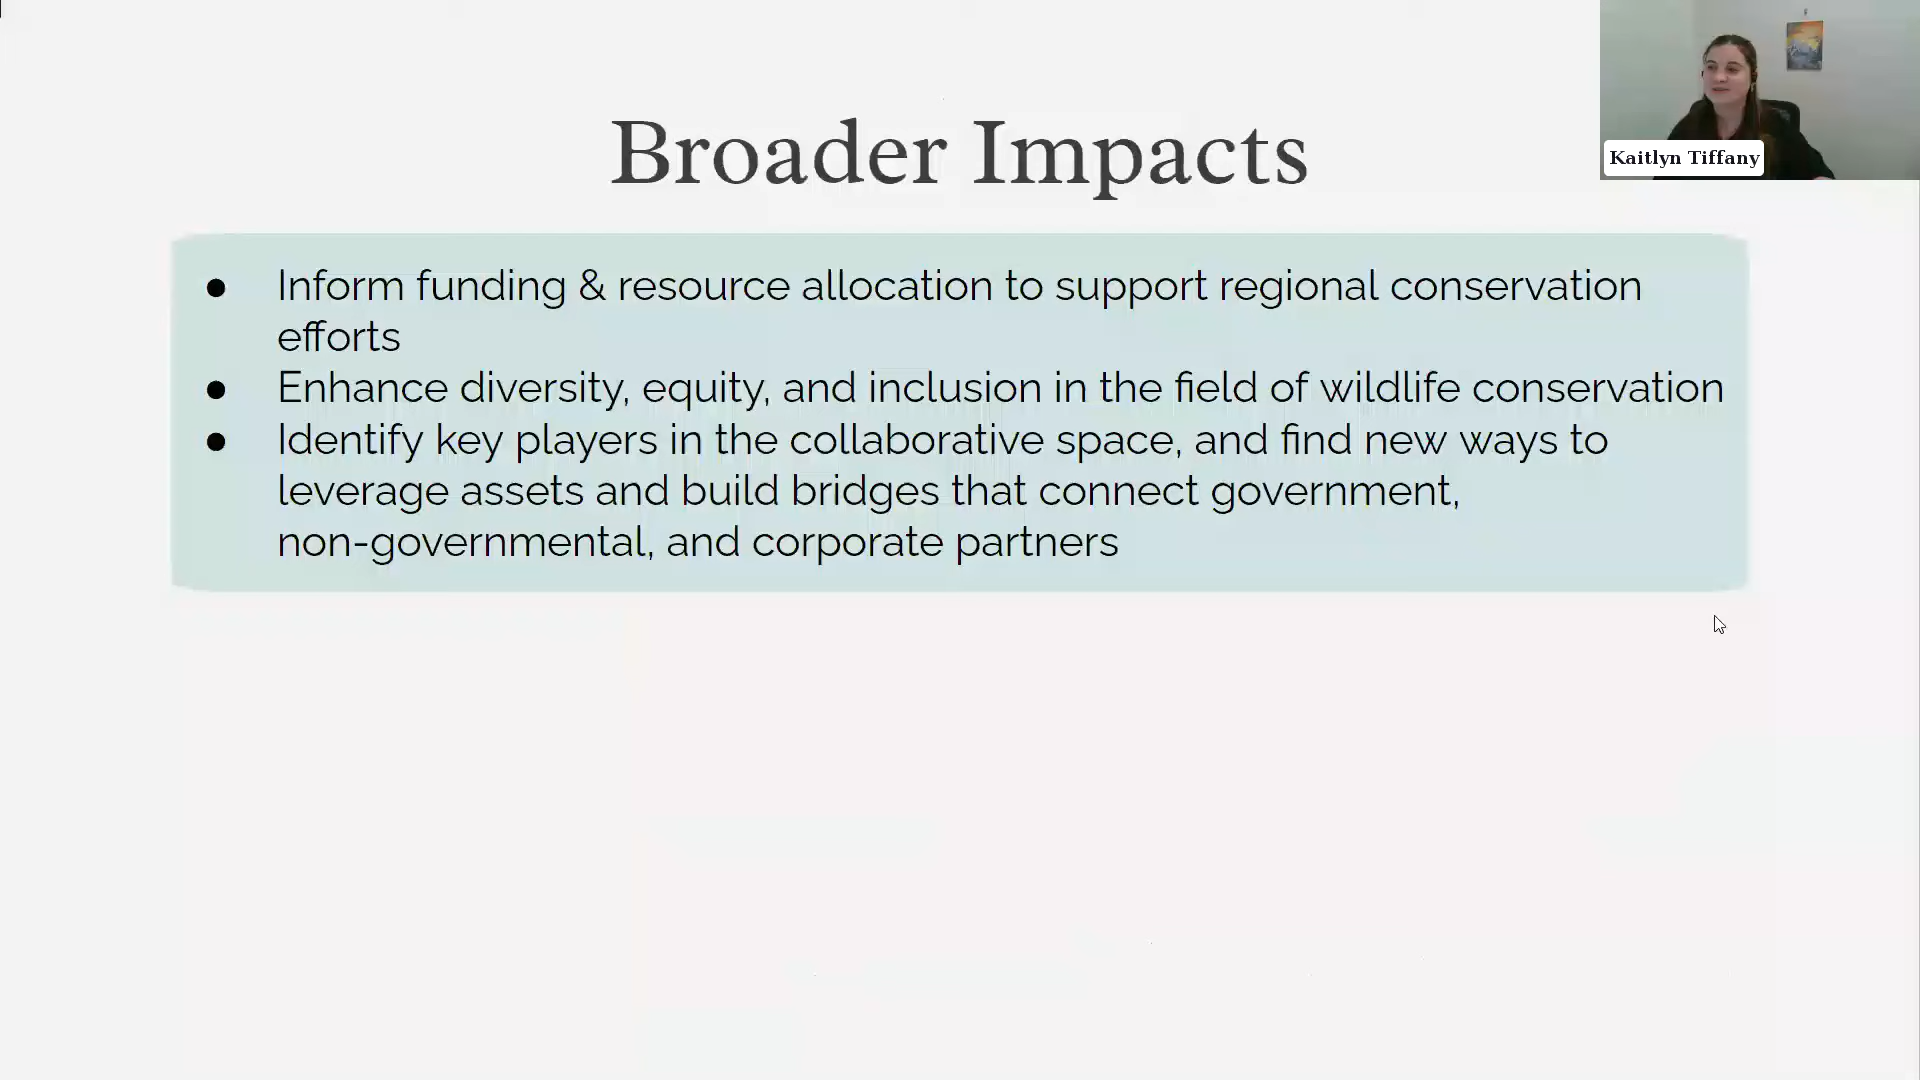 Broader Impacts
Kaitlyn Tiffany
● Inform funding & resource allocation to support regional conservation
efforts
● Enhance diversity, equity, and inclusion in the field of wildlife conservation
● Identify key players in the collaborative space, and find new ways to
leverage assets and build bridges that connect government,
non-governmental, and corporate partners